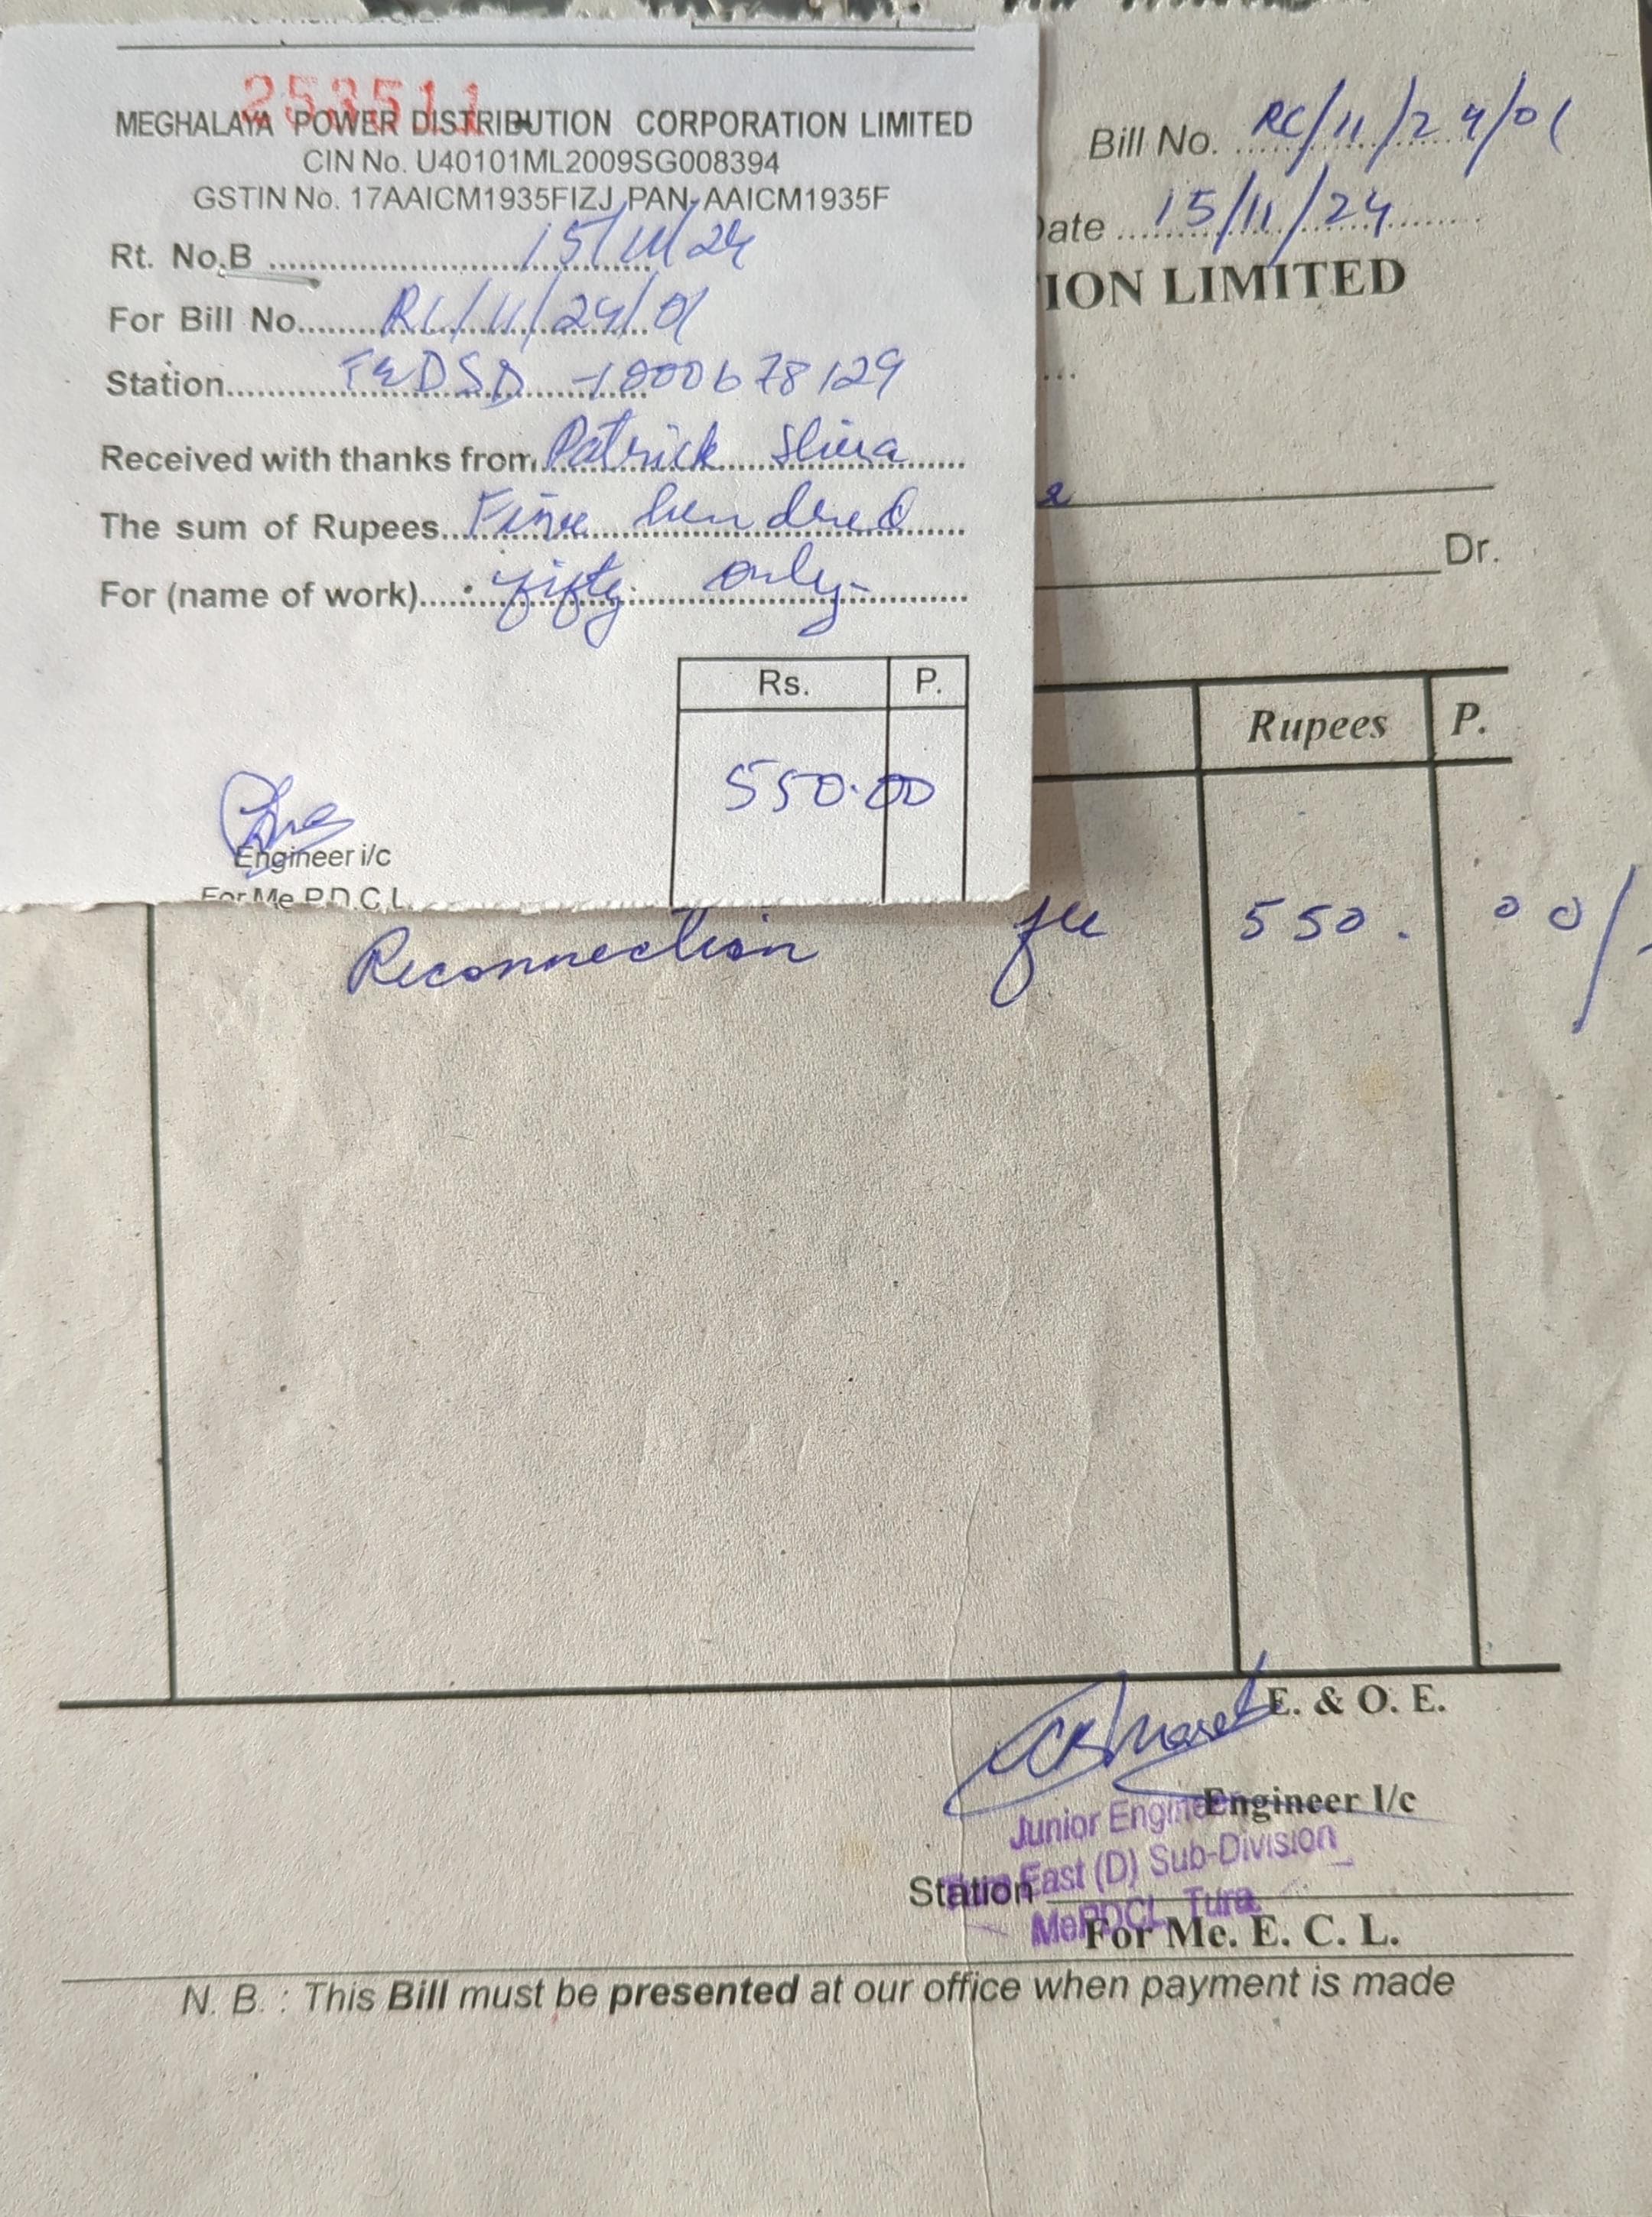 253511
MEGHALAYA POWER DISTRIBUTION CORPORATION LIMITED
CIN No. U40101ML2009SG008394
GSTIN No. 17AAICM1935FIZJ PAN-AAICM1935F
Rt. No.B ........ 15/11/24
For Bill No........ RC/11/24/01
Station........ TEDSD -1000678129
Received with thanks from Patrick Shira
The sum of Rupees... Five hundred
For (name of work)..... fifty only-
Rs. P.
550.00
Engineer i/c
For Me.P.D.C.L.
Bill No. RC/11/24/01
Date 15/11/24
ION LIMITED
Dr.
Rupees P.
Reconnection fee 550. 00/-
E. & O. E.
Engineer I/c
Junior Engineer
Tura East (D) Sub-Division
MePDCL, Tura
Station
For Me. E. C. L.
N. B. : This Bill must be presented at our office when payment is made